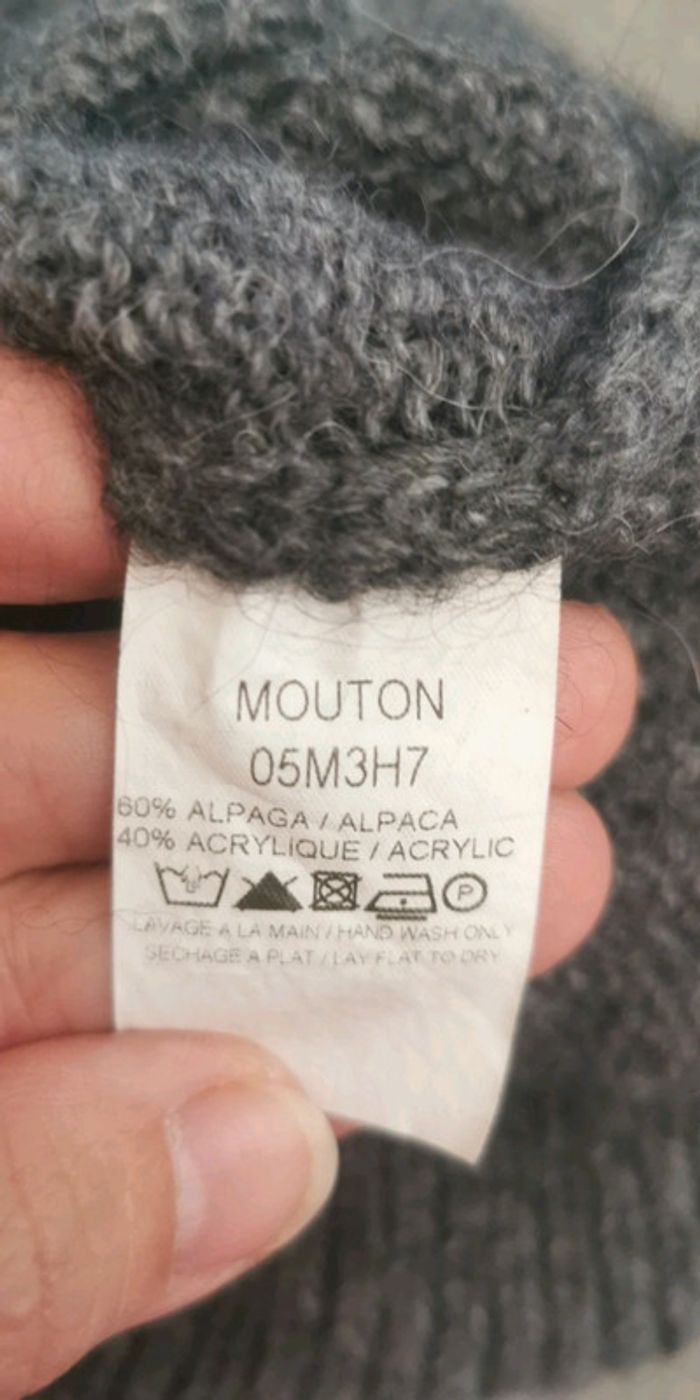 MOUTON
05M3H7
60% ALPAGA / ALPACA
40% ACRYLIQUE / ACRYLIC
P
LAVAGE A LA MAIN / HAND WASH ONLY
SECHAGE A PLAT / LAY FLAT TO DRY